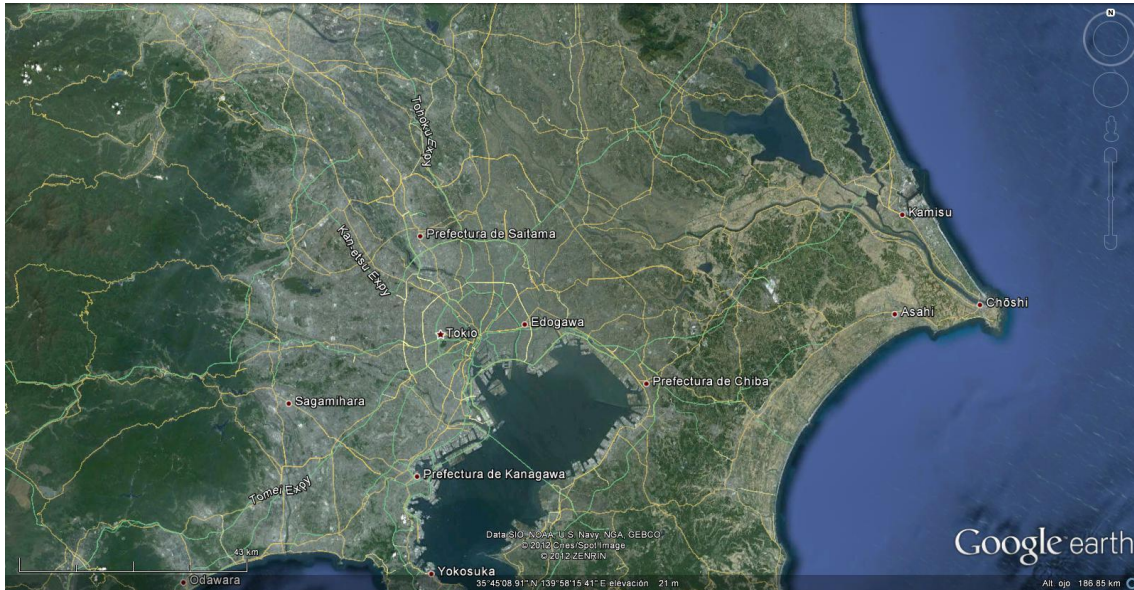 N
Tohoku Expy
Kamisu
Prefectura de Saitama
Kan-etsu Expy
Chōshi
Asahi
Edogawa
Tokio
Prefectura de Chiba
Sagamihara
Prefectura de Kanagawa
Tomei Expy
Data SIO, NOAA, U.S. Navy, NGA, GEBCO
© 2012 Cnes/Spot Image
© 2012 ZENRIN
Google earth
43 km
Yokosuka
Odawara
35°45'08.91" N 139°58'15.41" E elevación 21 m
Alt. ojo 186.85 km